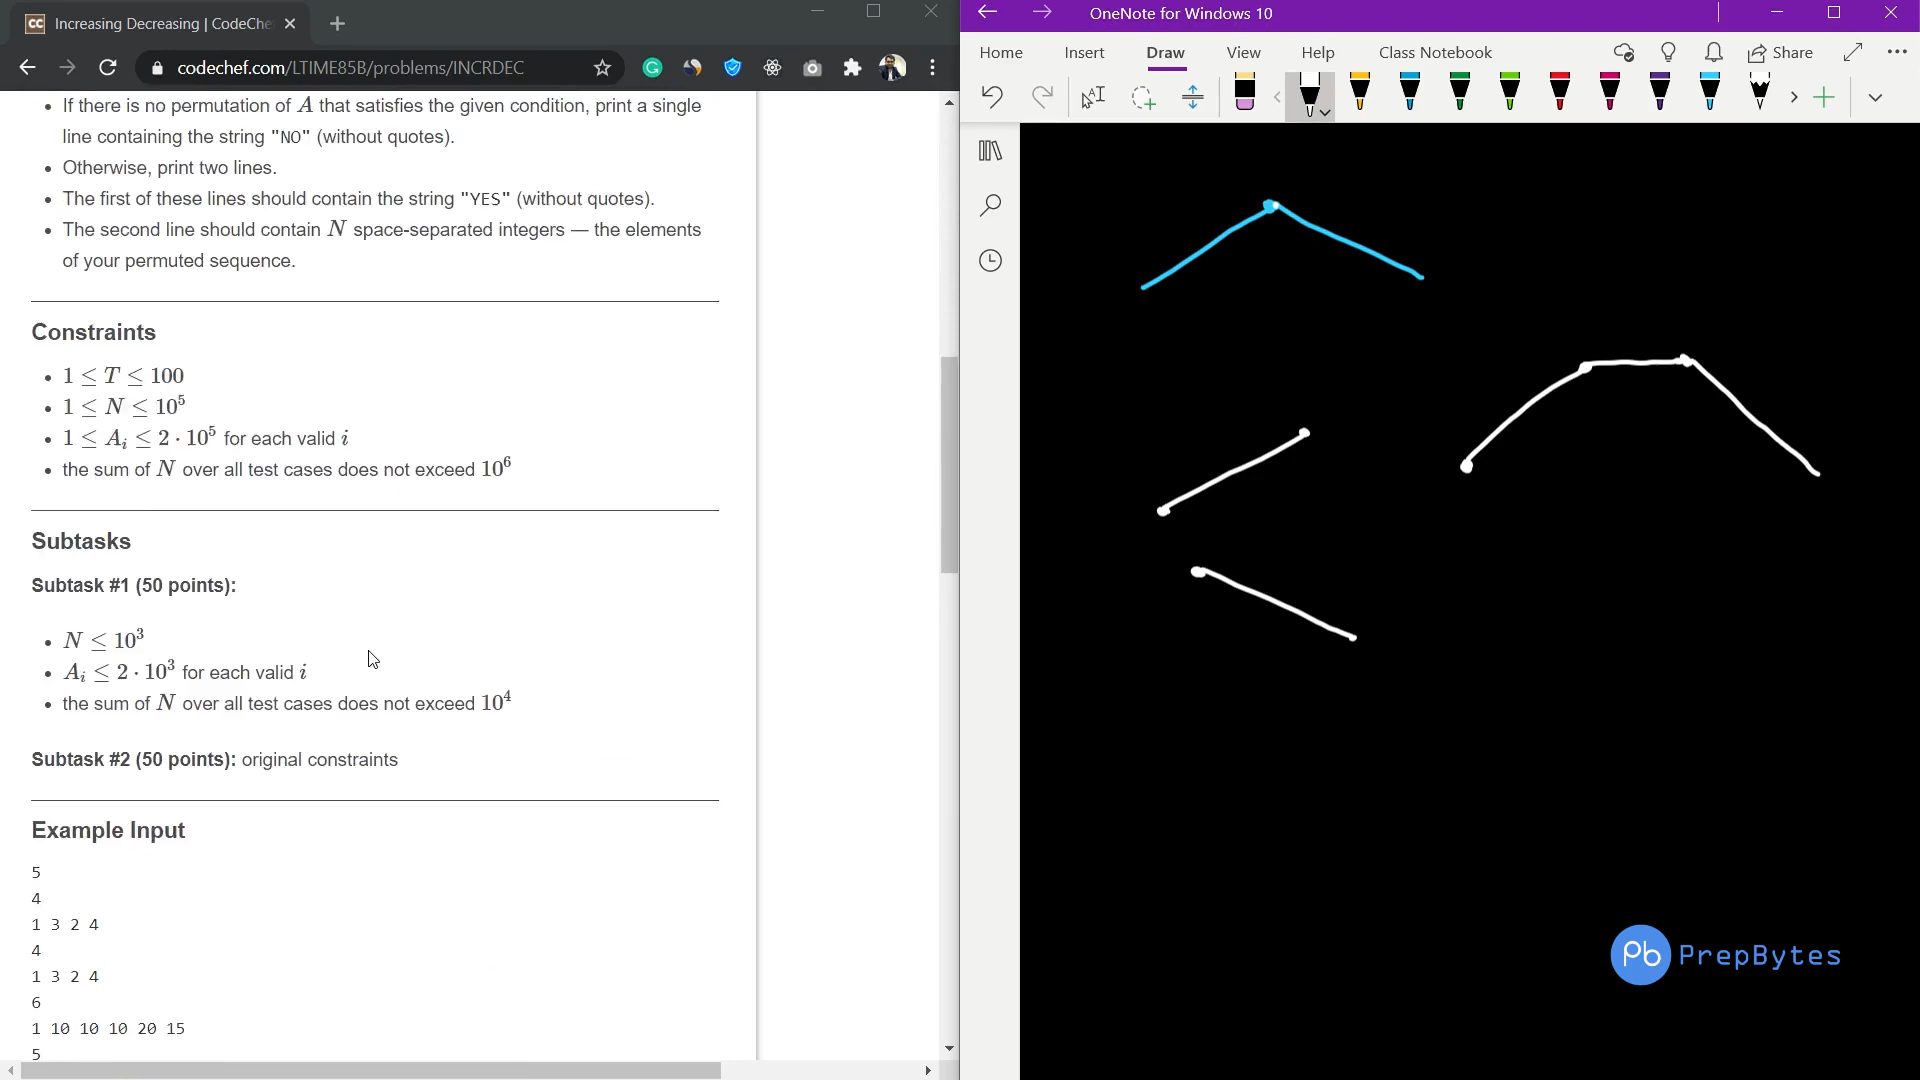 Increasing Decreasing | CodeChe
codechef.com/LTIME85B/problems/INCRDEC
If there is no permutation of A that satisfies the given condition, print a single
line containing the string "NO" (without quotes).
Otherwise, print two lines.
The first of these lines should contain the string "YES" (without quotes).
The second line should contain N space-separated integers — the elements
of your permuted sequence.
Constraints
1 ≤ T ≤ 100
1 ≤ N ≤ 10^5
1 ≤ A_i ≤ 2 · 10^5 for each valid i
the sum of N over all test cases does not exceed 10^6
Subtasks
Subtask #1 (50 points):
N ≤ 10^3
A_i ≤ 2 · 10^3 for each valid i
the sum of N over all test cases does not exceed 10^4
Subtask #2 (50 points): original constraints
Example Input
5
4
1 3 2 4
4
1 3 2 4
6
1 10 10 10 20 15
5
OneNote for Windows 10
Home Insert Draw View Help Class Notebook Share
Pb PrepBytes